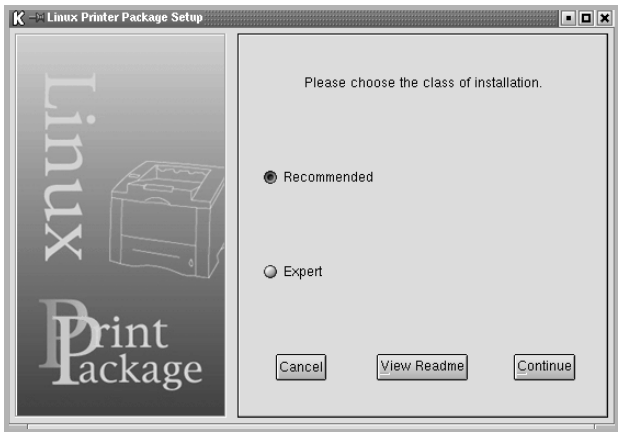 Linux Printer Package Setup
Linux
Print
Package
Please choose the class of installation.
Recommended
Expert
Cancel
View Readme
Continue